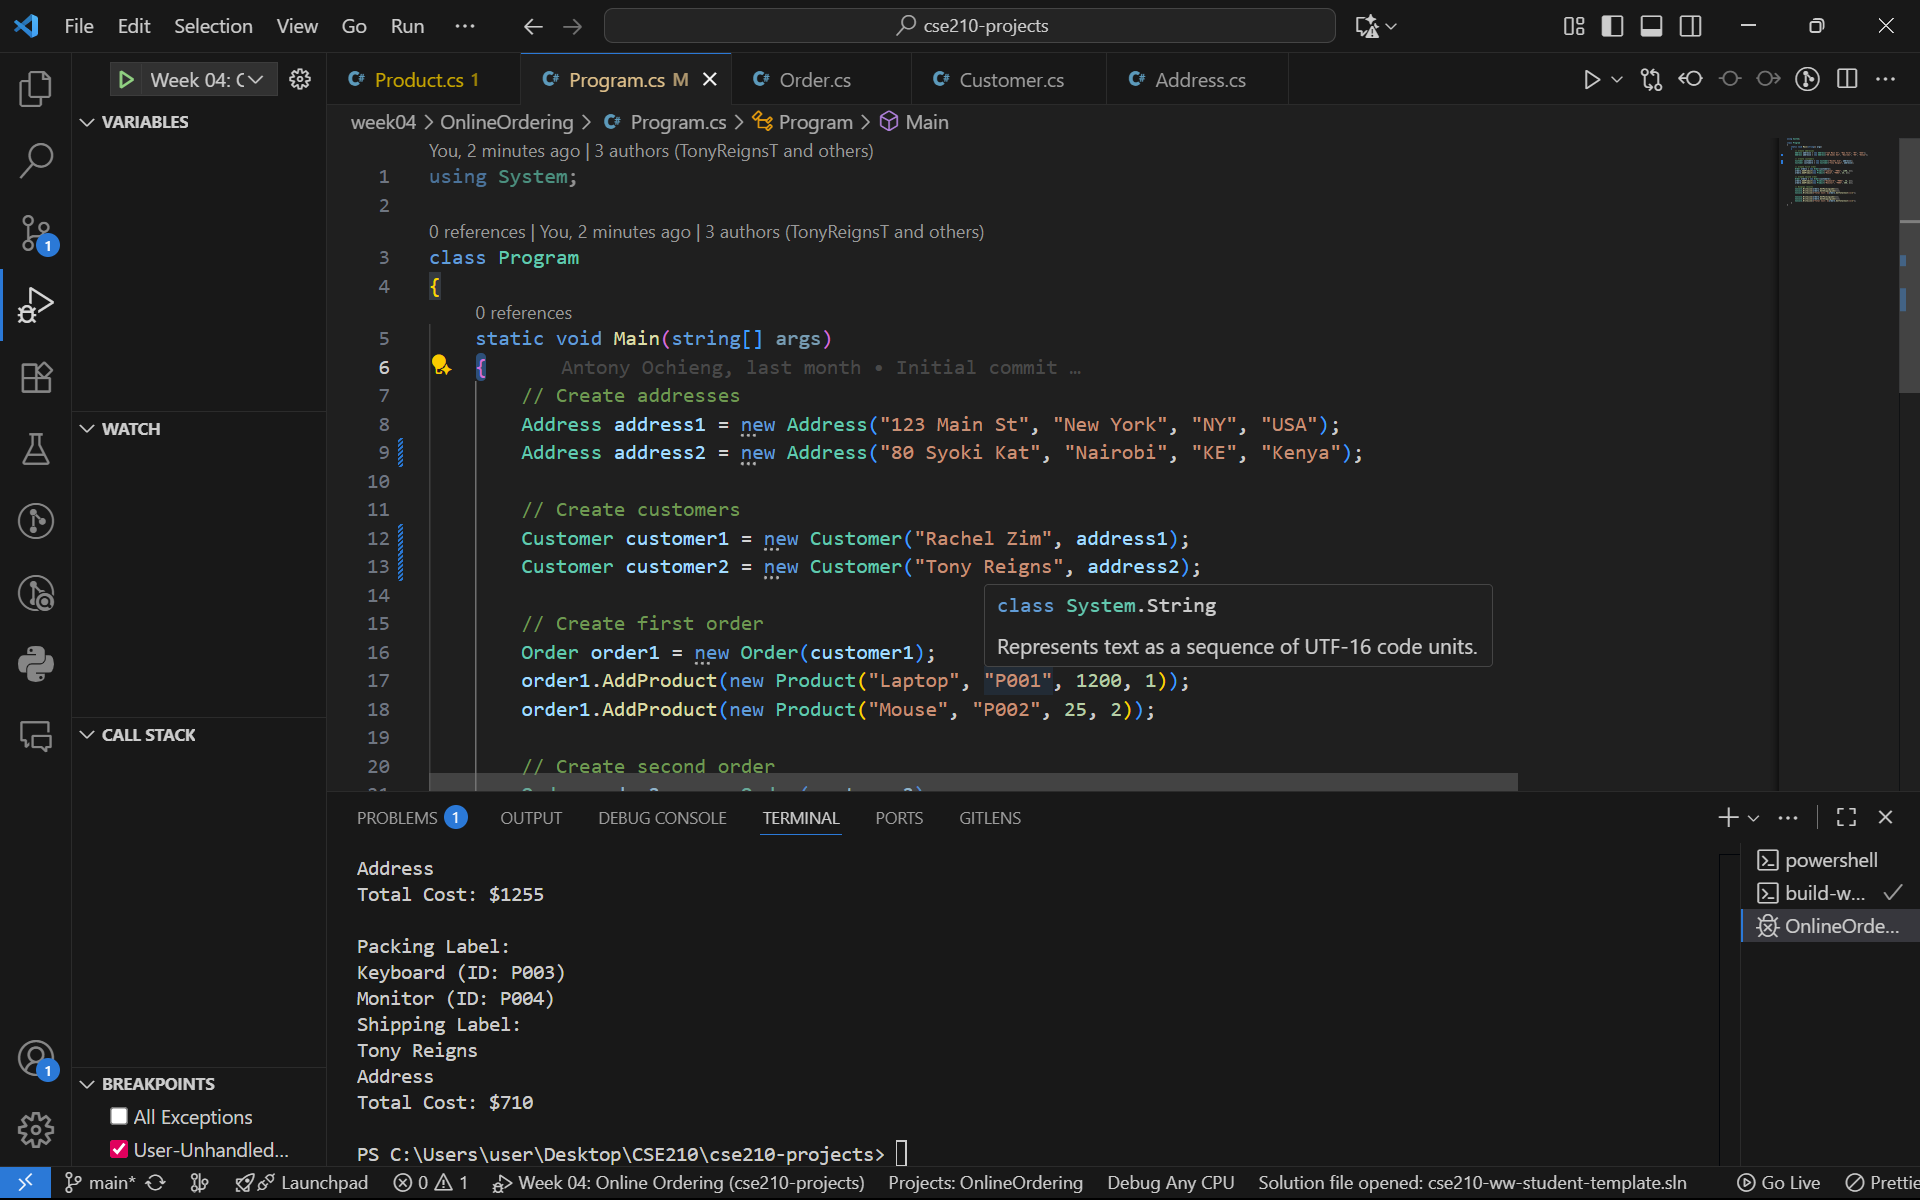 File Edit Selection View Go Run ··· cse210-projects
Week 04: C
Product.cs 1 Program.cs M Order.cs Customer.cs Address.cs
VARIABLES
WATCH
CALL STACK
BREAKPOINTS
All Exceptions
User-Unhandled...
week04 > OnlineOrdering > Program.cs > Program > Main
You, 2 minutes ago | 3 authors (TonyReignsT and others)
1 using System;
2
0 references | You, 2 minutes ago | 3 authors (TonyReignsT and others)
3 class Program
4 {
0 references
5 static void Main(string[] args)
6 { Antony Ochieng, last month • Initial commit …
7 // Create addresses
8 Address address1 = new Address("123 Main St", "New York", "NY", "USA");
9 Address address2 = new Address("80 Syoki Kat", "Nairobi", "KE", "Kenya");
10
11 // Create customers
12 Customer customer1 = new Customer("Rachel Zim", address1);
13 Customer customer2 = new Customer("Tony Reigns", address2);
14
class System.String
Represents text as a sequence of UTF-16 code units.
15 // Create first order
16 Order order1 = new Order(customer1);
17 order1.AddProduct(new Product("Laptop", "P001", 1200, 1));
18 order1.AddProduct(new Product("Mouse", "P002", 25, 2));
19
20 // Create second order
PROBLEMS 1 OUTPUT DEBUG CONSOLE TERMINAL PORTS GITLENS
Address
Total Cost: $1255
Packing Label:
Keyboard (ID: P003)
Monitor (ID: P004)
Shipping Label:
Tony Reigns
Address
Total Cost: $710
PS C:\Users\user\Desktop\CSE210\cse210-projects>
powershell
build-w...
OnlineOrde...
1
1
main* Launchpad 0 1 Week 04: Online Ordering (cse210-projects) Projects: OnlineOrdering Debug Any CPU Solution file opened: cse210-ww-student-template.sln Go Live Prettie